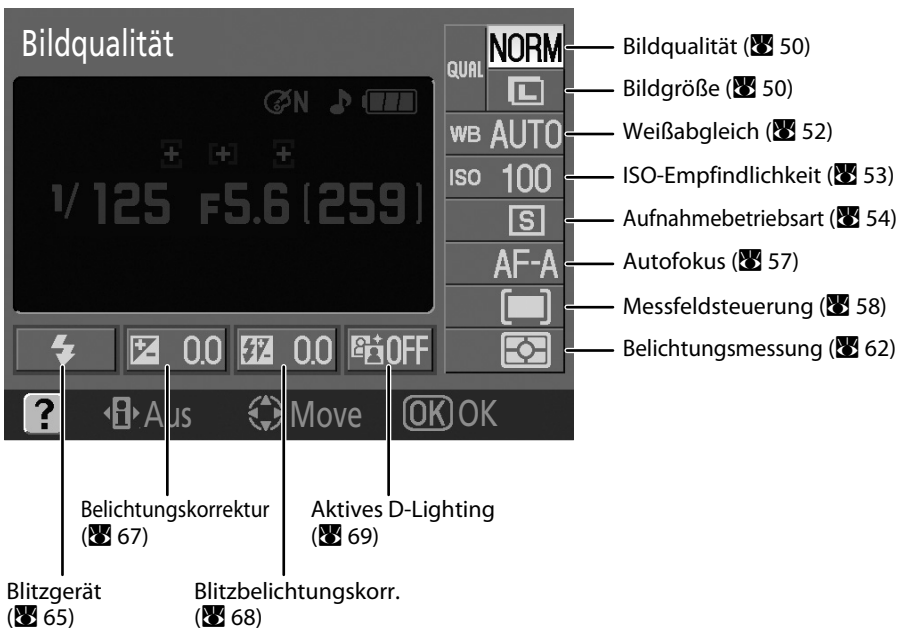 Bildqualität
QUAL NORM
L
WB AUTO
ISO 100
S
AF-A
N
1/125 F5.6 [259]
0.0 0.0 OFF
? Aus Move OK OK
Bildqualität ( 50)
Bildgröße ( 50)
Weißabgleich ( 52)
ISO-Empfindlichkeit ( 53)
Aufnahmebetriebsart ( 54)
Autofokus ( 57)
Messfeldsteuerung ( 58)
Belichtungsmessung ( 62)
Belichtungskorrektur
( 67)
Aktives D-Lighting
( 69)
Blitzgerät
( 65)
Blitzbelichtungskorr.
( 68)